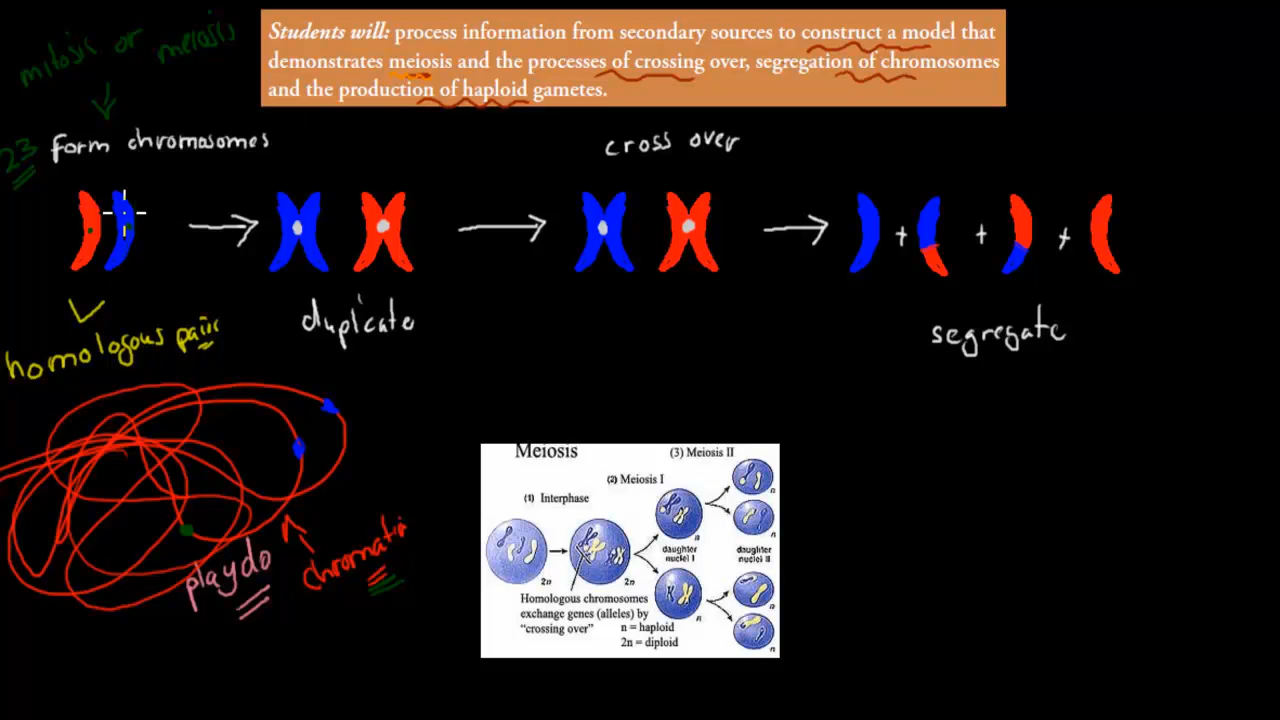 mitosis or meiosis
Students will: process information from secondary sources to construct a model that
demonstrates meiosis and the processes of crossing over, segregation of chromosomes
and the production of haploid gametes.
23 form chromosomes
cross over
+ + +
homologous pair
duplicate
segregate
playdo
chromatin
Meiosis
(3) Meiosis II
(2) Meiosis I
(1) Interphase
n
n
n
daughter
nuclei I
daughter
nuclei II
2n
2n
n
n
n
Homologous chromosomes
exchange genes (alleles) by
"crossing over"
n = haploid
2n = diploid